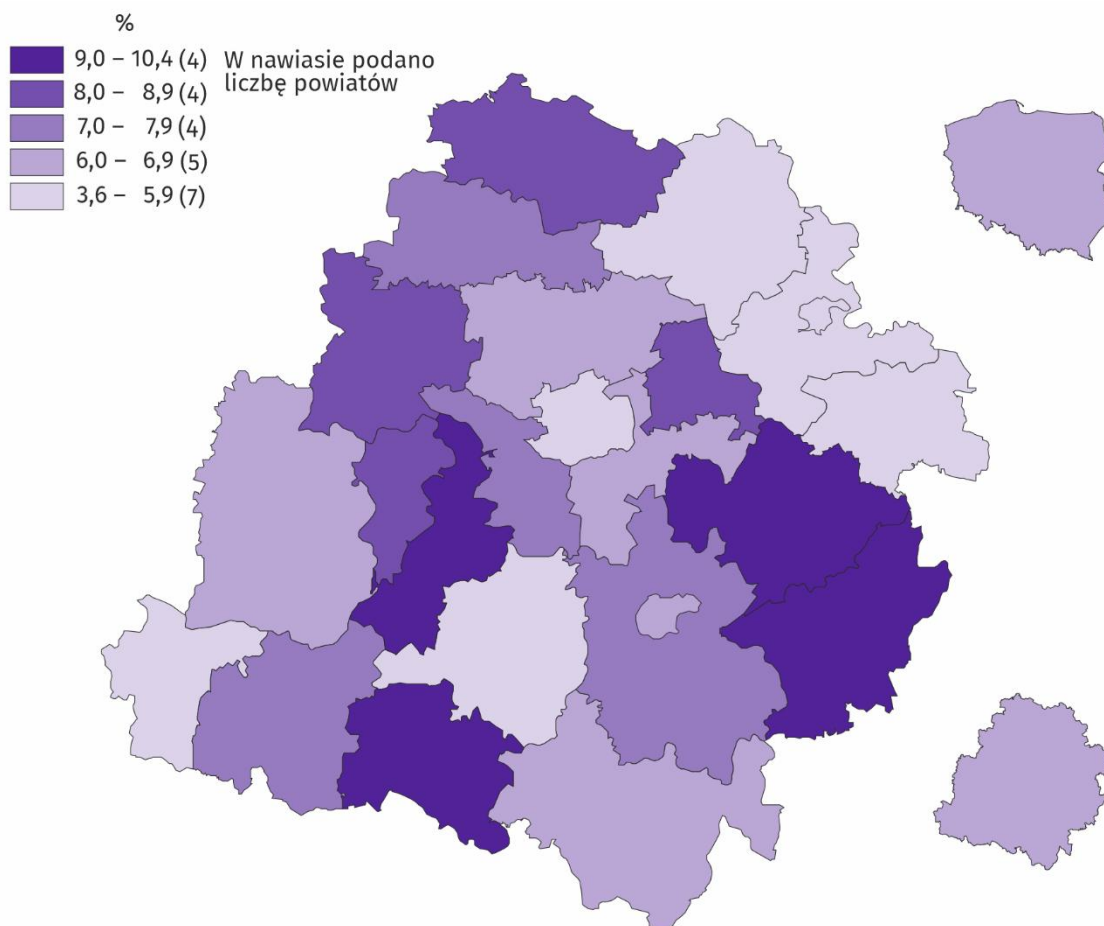 %
9,0 – 10,4 (4)
8,0 – 8,9 (4)
7,0 – 7,9 (4)
6,0 – 6,9 (5)
3,6 – 5,9 (7)
W nawiasie podano
liczbę powiatów